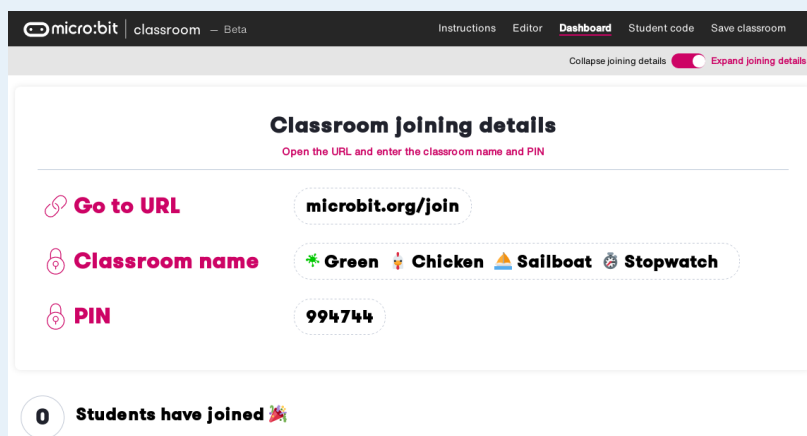 micro:bit classroom – Beta Instructions Editor Dashboard Student code Save classroom
Collapse joining details Expand joining details
Classroom joining details
Open the URL and enter the classroom name and PIN
Go to URL microbit.org/join
Classroom name Green Chicken Sailboat Stopwatch
PIN 994744
0 Students have joined